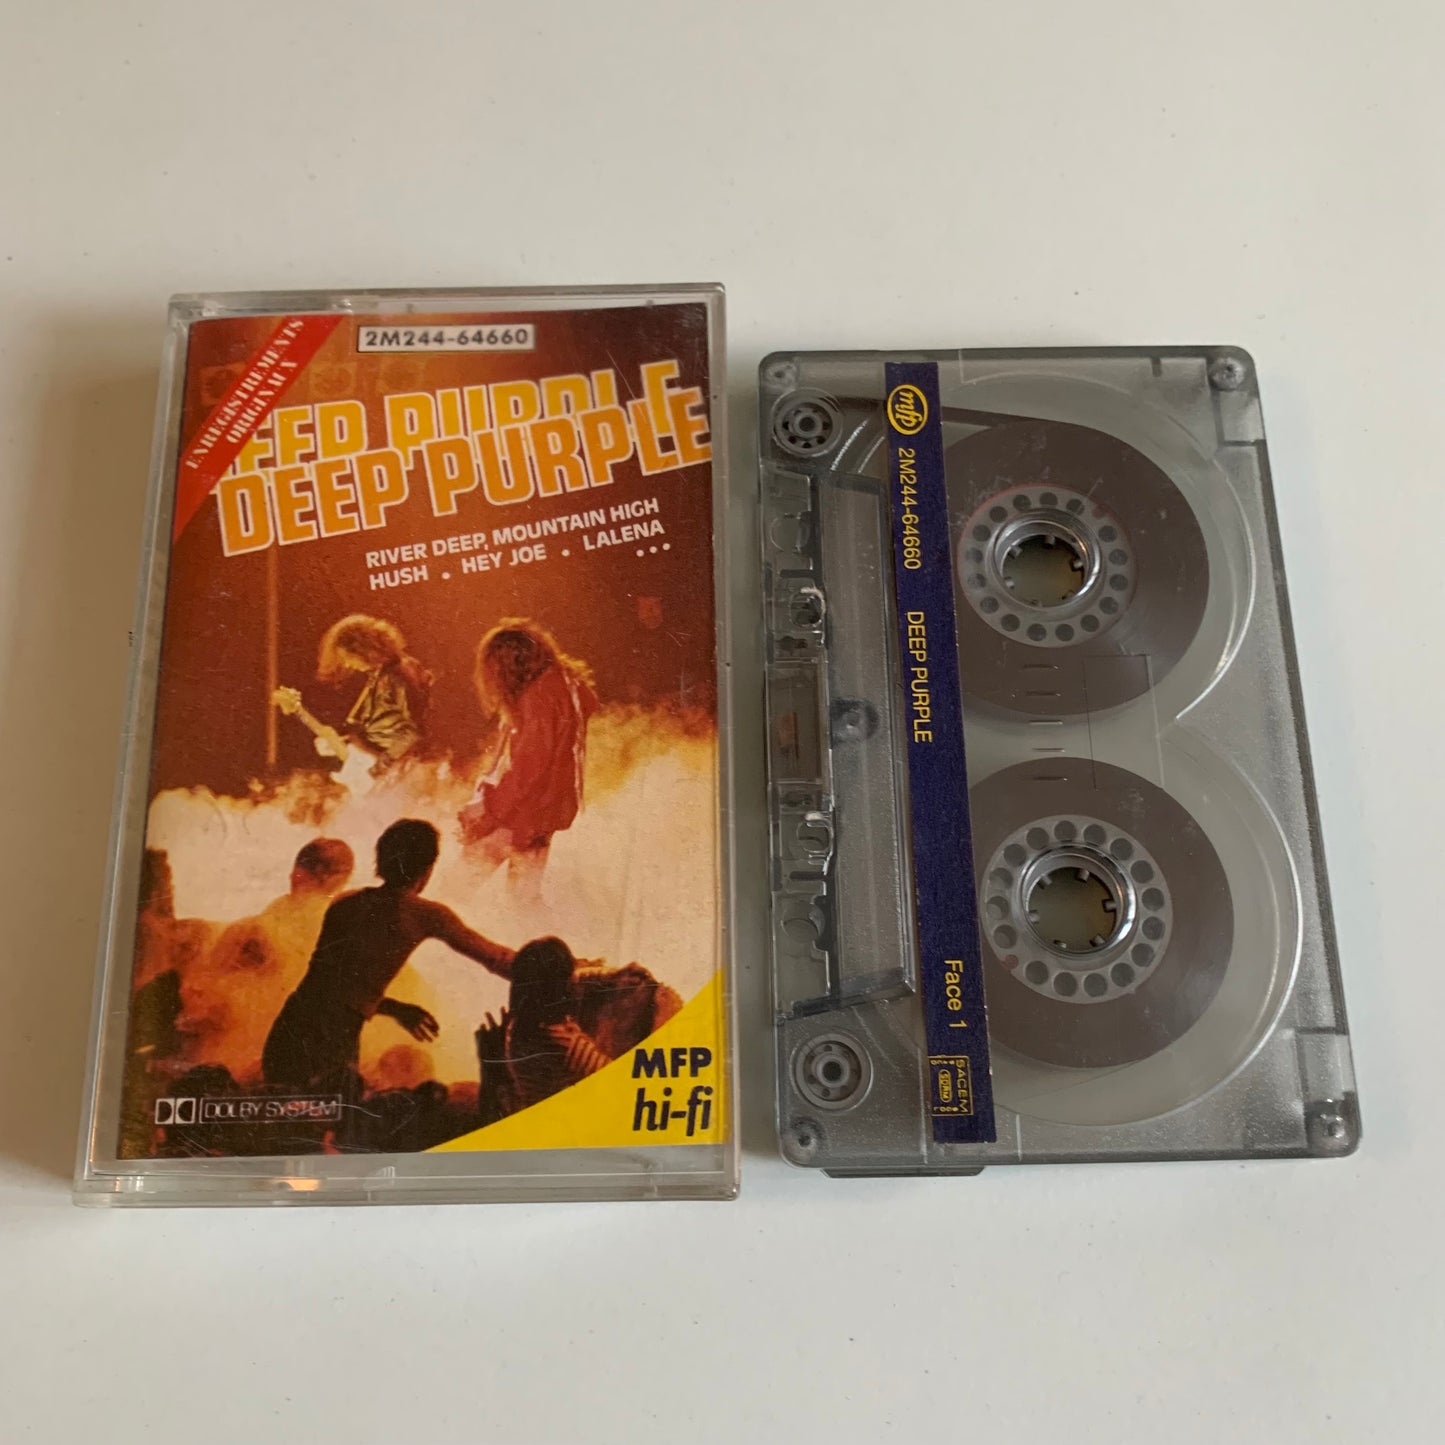 ENREGISTREMENTS
ORIGINAUX
2M244-64660
DEEP PURPLE
DEEP PURPLE
RIVER DEEP, MOUNTAIN HIGH
HUSH • HEY JOE • LALENA
...
DOLBY SYSTEM
MFP
hi-fi
mfp
2M244-64660
DEEP PURPLE
Face 1
SACEM
SDRM